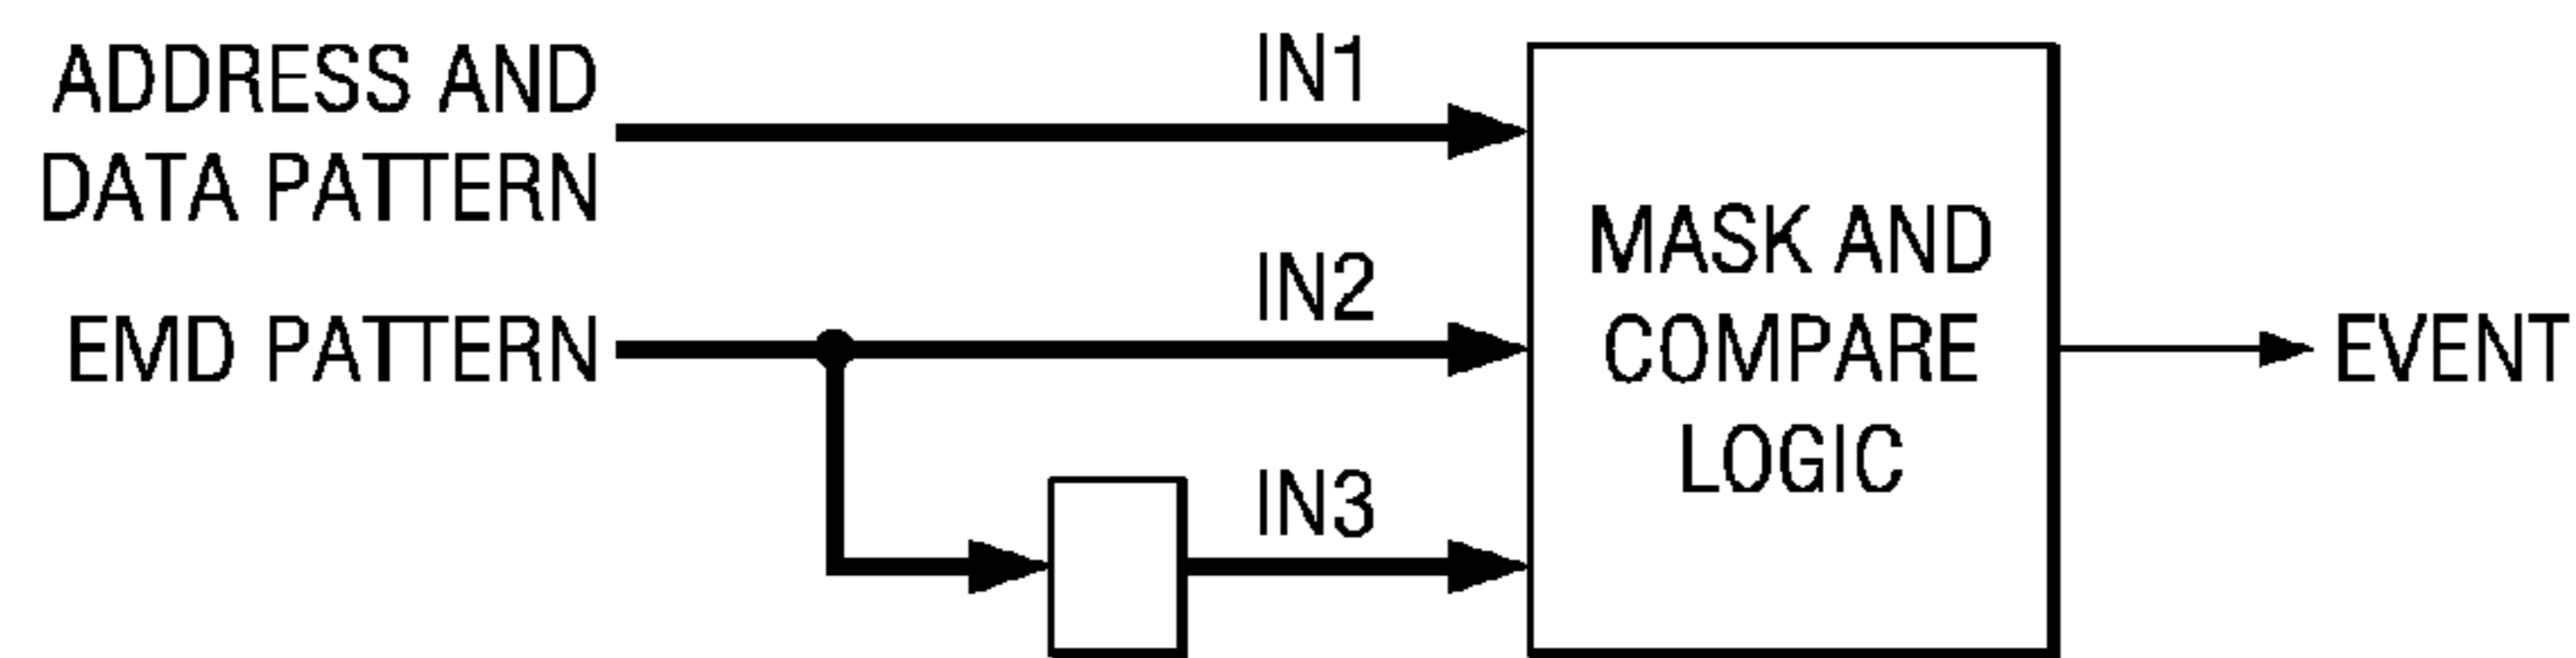 ADDRESS AND
DATA PATTERN
IN1
EMD PATTERN
IN2
IN3
MASK AND
COMPARE
LOGIC
EVENT